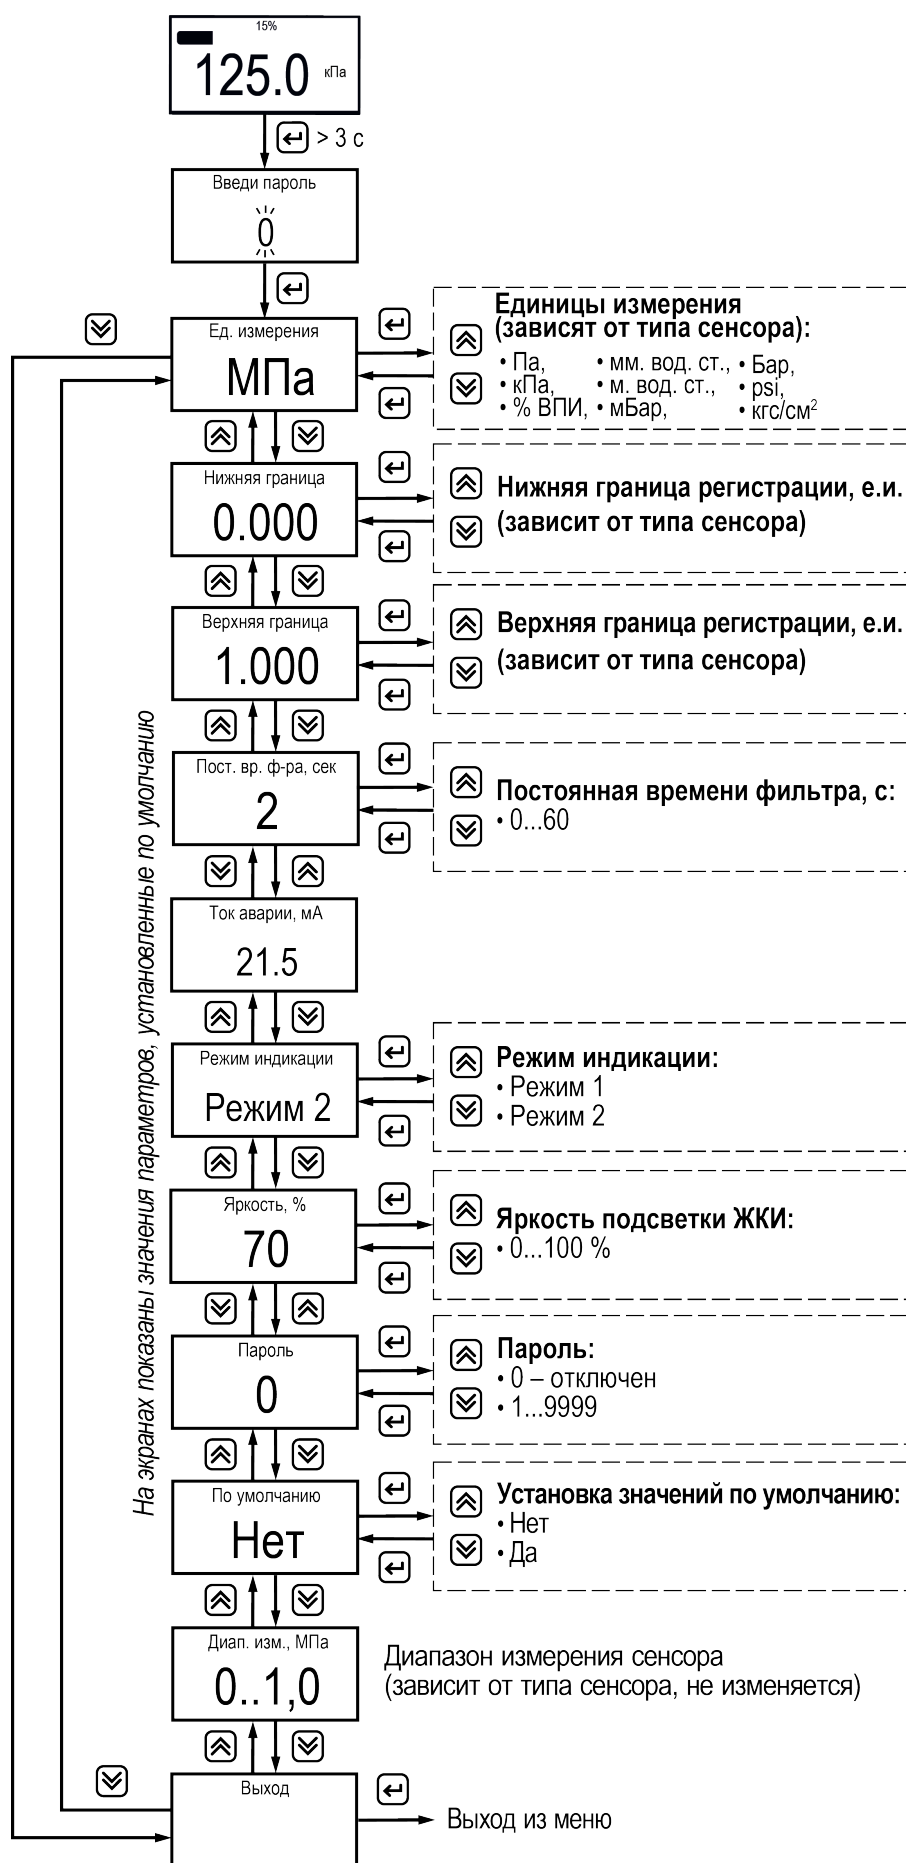 15%
125.0 кПа
> 3 с
Введи пароль
0
Ед. измерения
МПа
Единицы измерения
(зависят от типа сенсора):
• Па, • мм. вод. ст., • Бар,
• кПа, • м. вод. ст., • psi,
• % ВПИ, • мБар, • кгс/см²
Нижняя граница
0.000
Нижняя граница регистрации, е.и.
(зависит от типа сенсора)
Верхняя граница
1.000
Верхняя граница регистрации, е.и.
(зависит от типа сенсора)
На экранах показаны значения параметров, установленные по умолчанию
Пост. вр. ф-ра, сек
2
Постоянная времени фильтра, с:
• 0...60
Ток аварии, мА
21.5
Режим индикации
Режим 2
Режим индикации:
• Режим 1
• Режим 2
Яркость, %
70
Яркость подсветки ЖКИ:
• 0...100 %
Пароль
0
Пароль:
• 0 – отключен
• 1...9999
По умолчанию
Нет
Установка значений по умолчанию:
• Нет
• Да
Диап. изм., МПа
0..1,0
Диапазон измерения сенсора
(зависит от типа сенсора, не изменяется)
Выход
Выход из меню